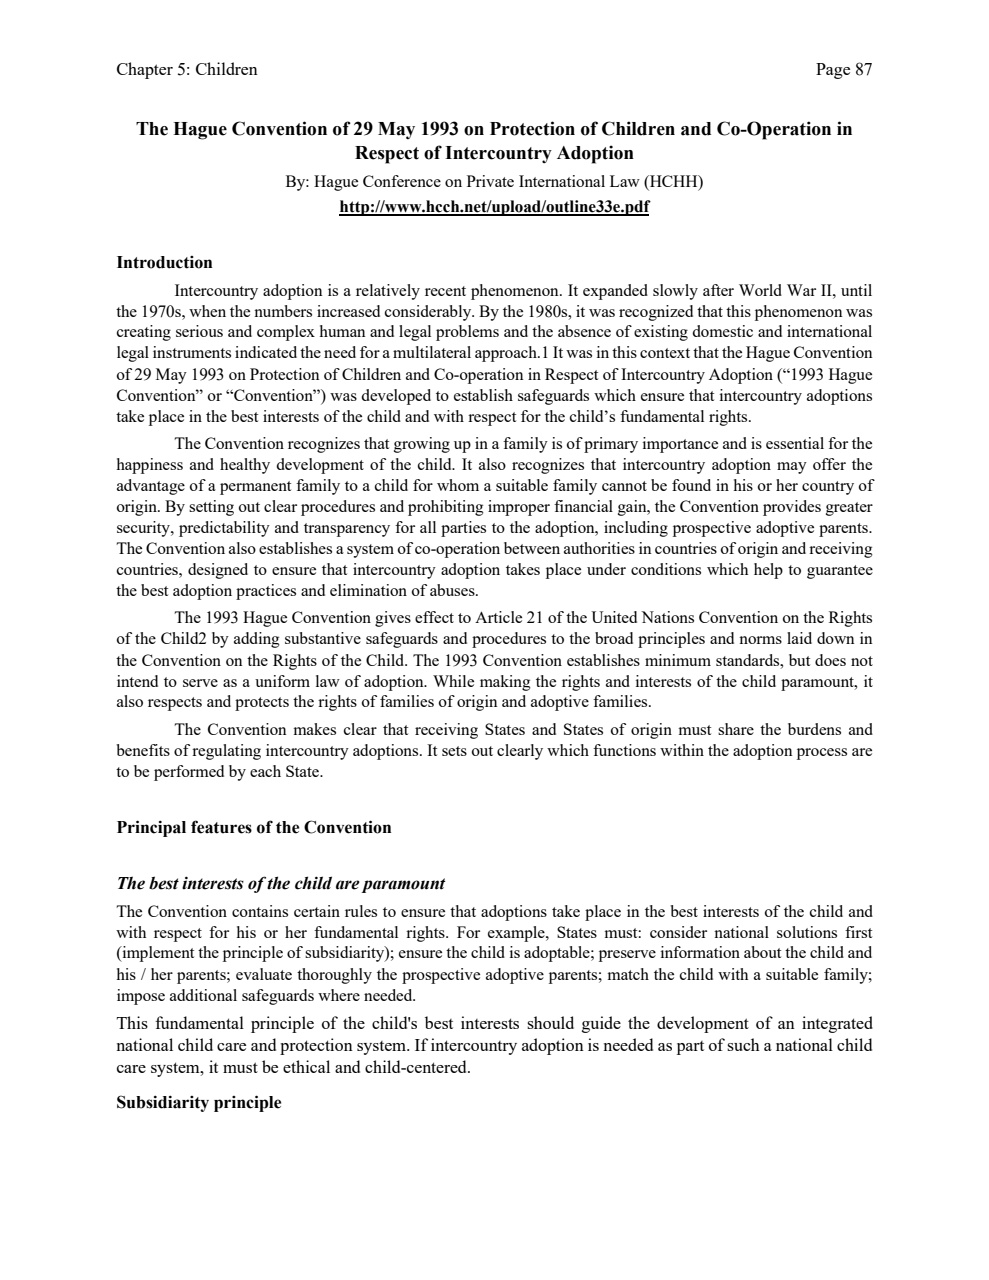 Chapter 5: Children Page 87
The Hague Convention of 29 May 1993 on Protection of Children and Co-Operation in
Respect of Intercountry Adoption
By: Hague Conference on Private International Law (HCHH)
http://www.hcch.net/upload/outline33e.pdf
Introduction
Intercountry adoption is a relatively recent phenomenon. It expanded slowly after World War II, until
the 1970s, when the numbers increased considerably. By the 1980s, it was recognized that this phenomenon was
creating serious and complex human and legal problems and the absence of existing domestic and international
legal instruments indicated the need for a multilateral approach.1 It was in this context that the Hague Convention
of 29 May 1993 on Protection of Children and Co-operation in Respect of Intercountry Adoption (“1993 Hague
Convention” or “Convention”) was developed to establish safeguards which ensure that intercountry adoptions
take place in the best interests of the child and with respect for the child’s fundamental rights.
The Convention recognizes that growing up in a family is of primary importance and is essential for the
happiness and healthy development of the child. It also recognizes that intercountry adoption may offer the
advantage of a permanent family to a child for whom a suitable family cannot be found in his or her country of
origin. By setting out clear procedures and prohibiting improper financial gain, the Convention provides greater
security, predictability and transparency for all parties to the adoption, including prospective adoptive parents.
The Convention also establishes a system of co-operation between authorities in countries of origin and receiving
countries, designed to ensure that intercountry adoption takes place under conditions which help to guarantee
the best adoption practices and elimination of abuses.
The 1993 Hague Convention gives effect to Article 21 of the United Nations Convention on the Rights
of the Child2 by adding substantive safeguards and procedures to the broad principles and norms laid down in
the Convention on the Rights of the Child. The 1993 Convention establishes minimum standards, but does not
intend to serve as a uniform law of adoption. While making the rights and interests of the child paramount, it
also respects and protects the rights of families of origin and adoptive families.
The Convention makes clear that receiving States and States of origin must share the burdens and
benefits of regulating intercountry adoptions. It sets out clearly which functions within the adoption process are
to be performed by each State.
Principal features of the Convention
The best interests of the child are paramount
The Convention contains certain rules to ensure that adoptions take place in the best interests of the child and
with respect for his or her fundamental rights. For example, States must: consider national solutions first
(implement the principle of subsidiarity); ensure the child is adoptable; preserve information about the child and
his / her parents; evaluate thoroughly the prospective adoptive parents; match the child with a suitable family;
impose additional safeguards where needed.
This fundamental principle of the child's best interests should guide the development of an integrated
national child care and protection system. If intercountry adoption is needed as part of such a national child
care system, it must be ethical and child-centered.
Subsidiarity principle